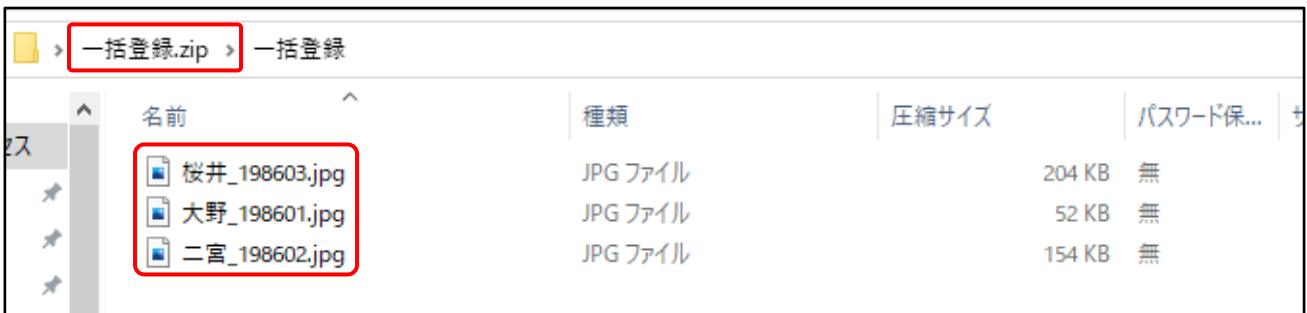 一括登録.zip 一括登録
名前 種類 圧縮サイズ パスワード保...
桜井_198603.jpg JPG ファイル 204 KB 無
大野_198601.jpg JPG ファイル 52 KB 無
二宮_198602.jpg JPG ファイル 154 KB 無